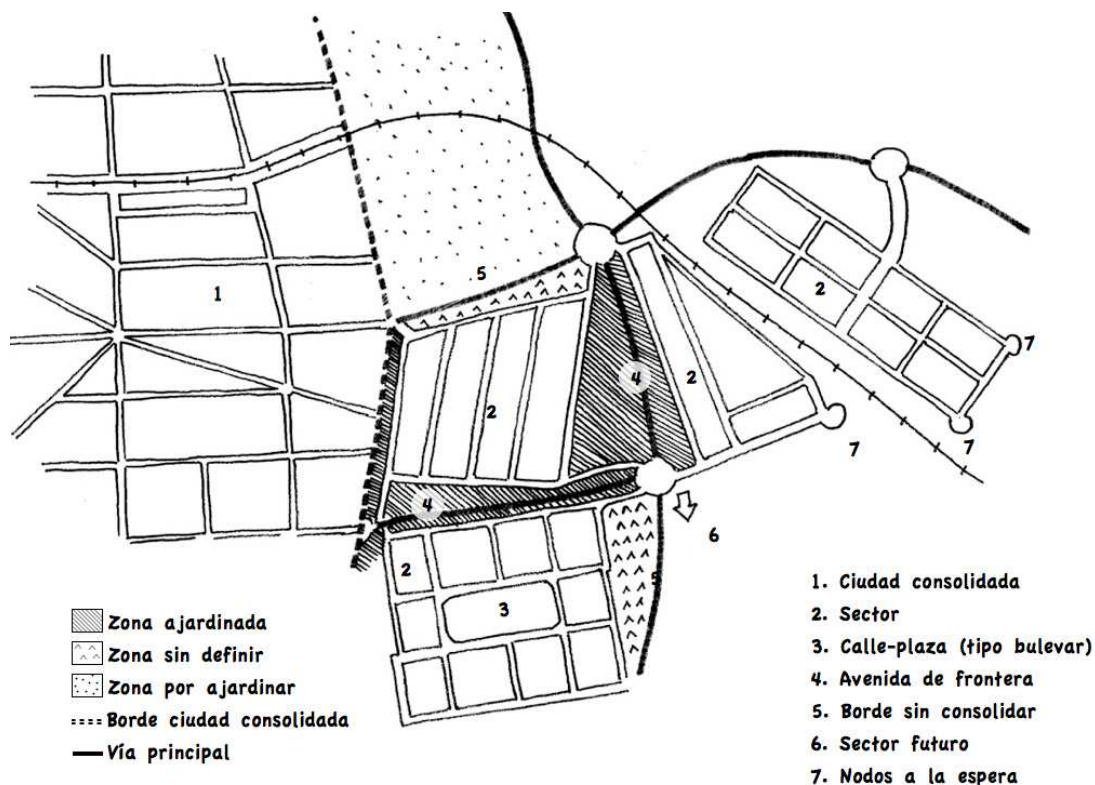 5
1
2
4
2
7
2
7
7
4
6
2
5
3
Zona ajardinada
Zona sin definir
Zona por ajardinar
Borde ciudad consolidada
Vía principal
1. Ciudad consolidada
2. Sector
3. Calle-plaza (tipo bulevar)
4. Avenida de frontera
5. Borde sin consolidar
6. Sector futuro
7. Nodos a la espera